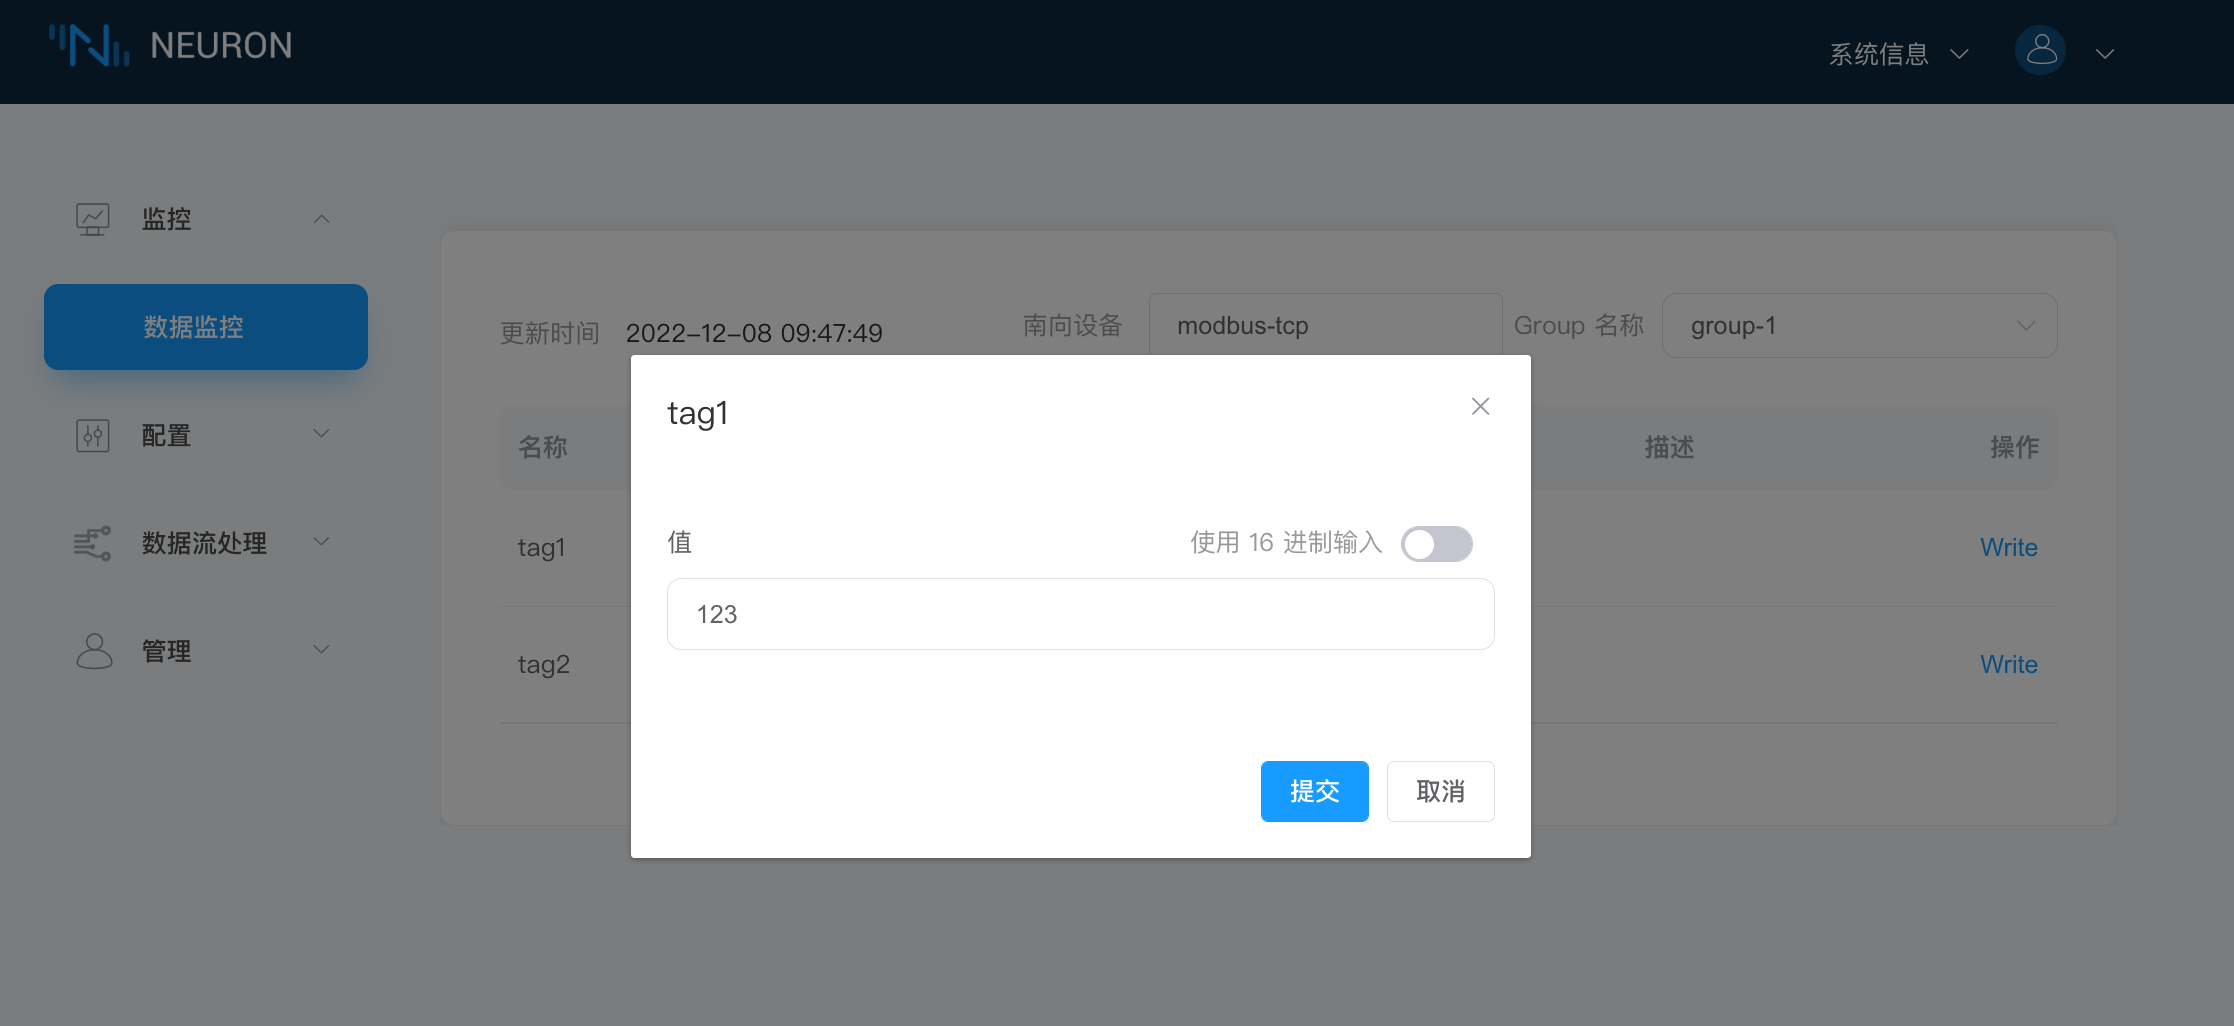 NEURON
系统信息
监控
数据监控
配置
数据流处理
管理
更新时间 2022-12-08 09:47:49
南向设备 modbus-tcp
Group 名称 group-1
名称 描述 操作
tag1 Write
tag2 Write
tag1
值 使用 16 进制输入
123
提交 取消